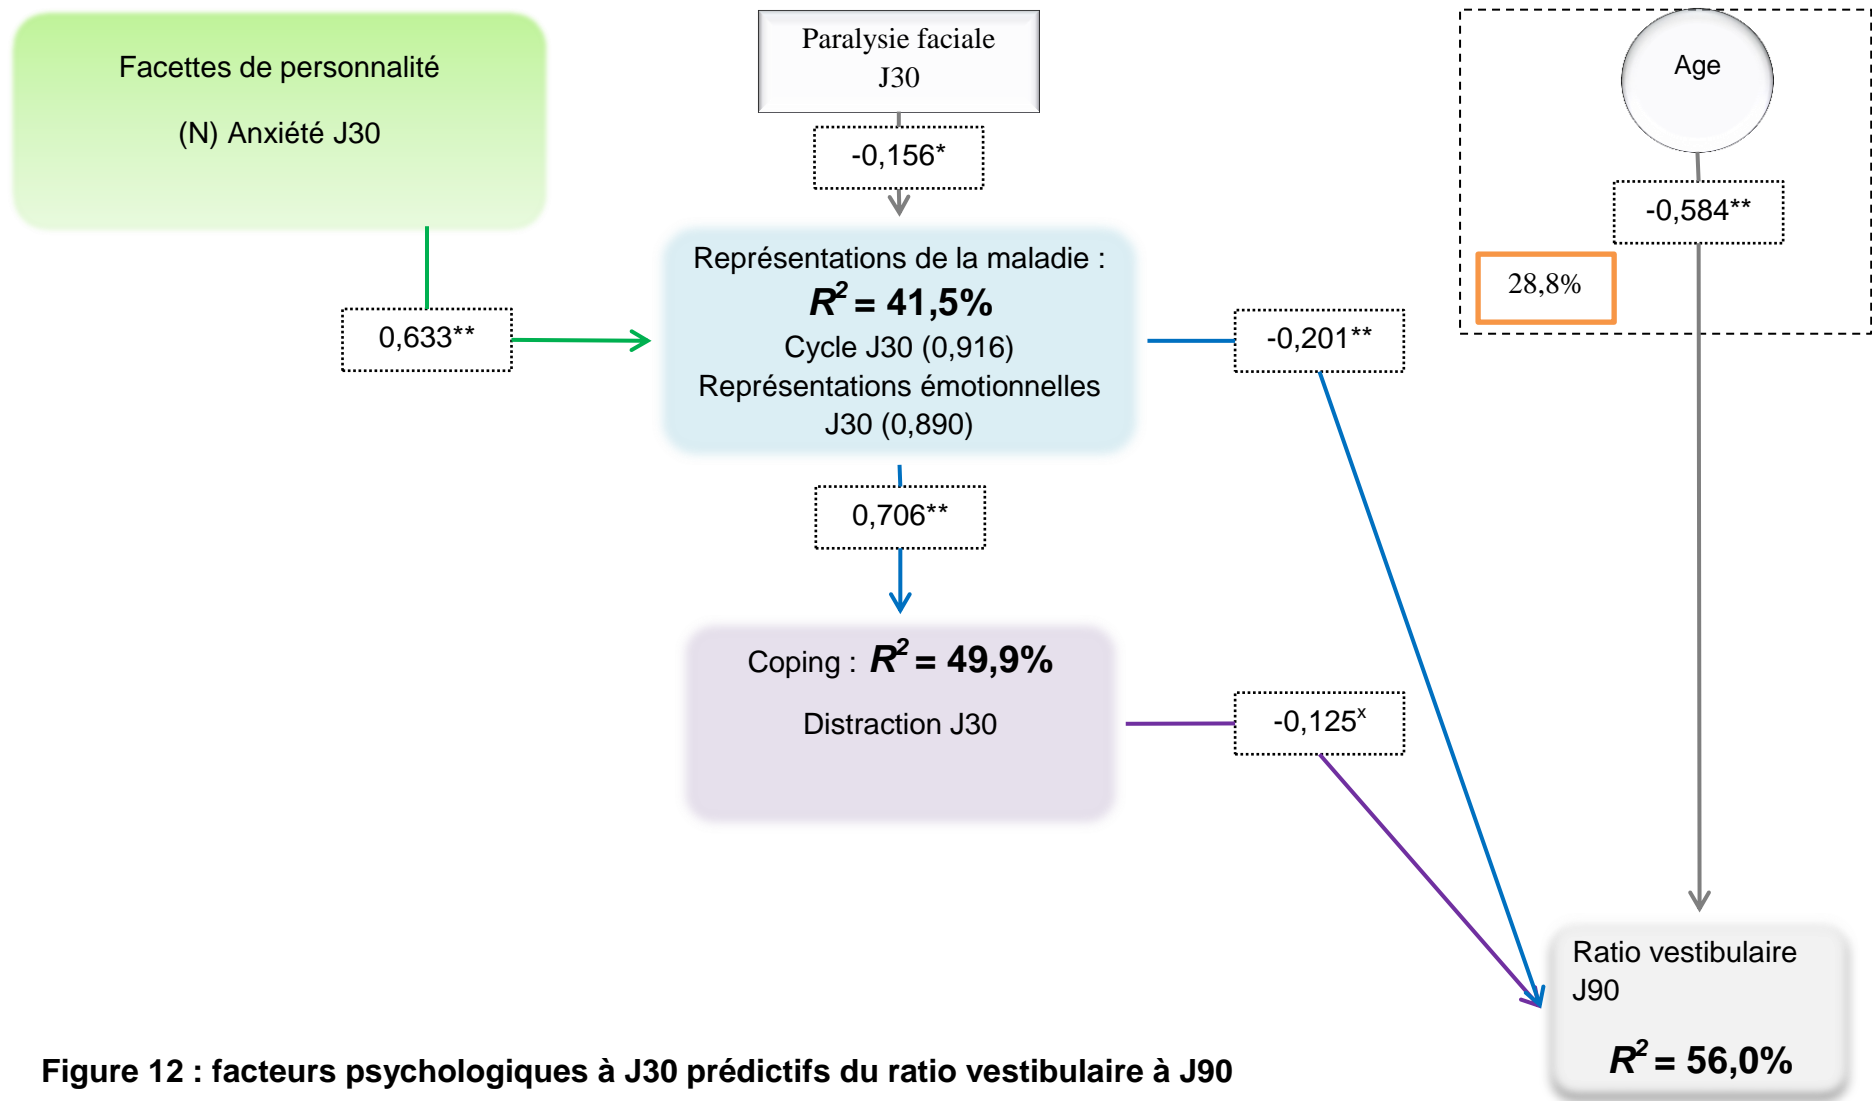 Facettes de personnalité
(N) Anxiété J30
Paralysie faciale
J30
Age
-0,156*
-0,584**
28,8%
Représentations de la maladie :
R² = 41,5%
Cycle J30 (0,916)
Représentations émotionnelles
J30 (0,890)
0,633**
-0,201**
0,706**
Coping : R² = 49,9%
Distraction J30
-0,125ˣ
Ratio vestibulaire
J90
R² = 56,0%
Figure 12 : facteurs psychologiques à J30 prédictifs du ratio vestibulaire à J90